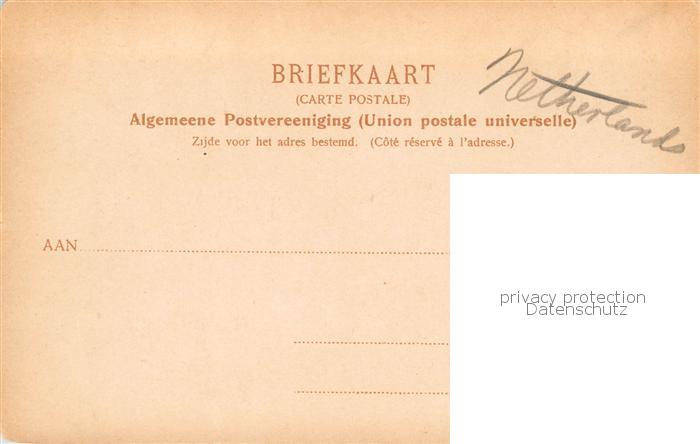 BRIEFKAART
(CARTE POSTALE)
Algemeene Postvereeniging (Union postale universelle)
Zijde voor het adres bestemd. (Côté réservé à l'adresse.)
Netherlands
AAN
privacy protection
Datenschutz